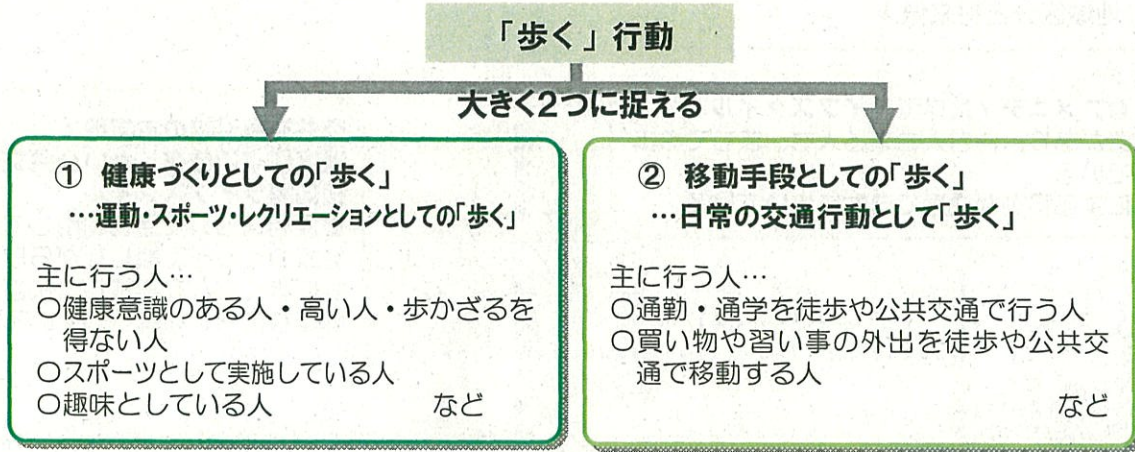 「歩く」行動
大きく2つに捉える
① 健康づくりとしての「歩く」
…運動・スポーツ・レクリエーションとしての「歩く」
主に行う人…
○健康意識のある人・高い人・歩かざるを
得ない人
○スポーツとして実施している人
○趣味としている人 など
② 移動手段としての「歩く」
…日常の交通行動として「歩く」
主に行う人…
○通勤・通学を徒歩や公共交通で行う人
○買い物や習い事の外出を徒歩や公共交
通で移動する人
など